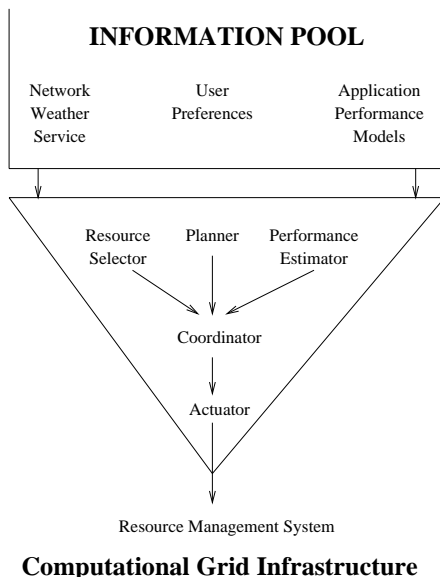 INFORMATION POOL
Network
Weather
Service
User
Preferences
Application
Performance
Models
Resource
Selector
Planner
Performance
Estimator
Coordinator
Actuator
Resource Management System
Computational Grid Infrastructure